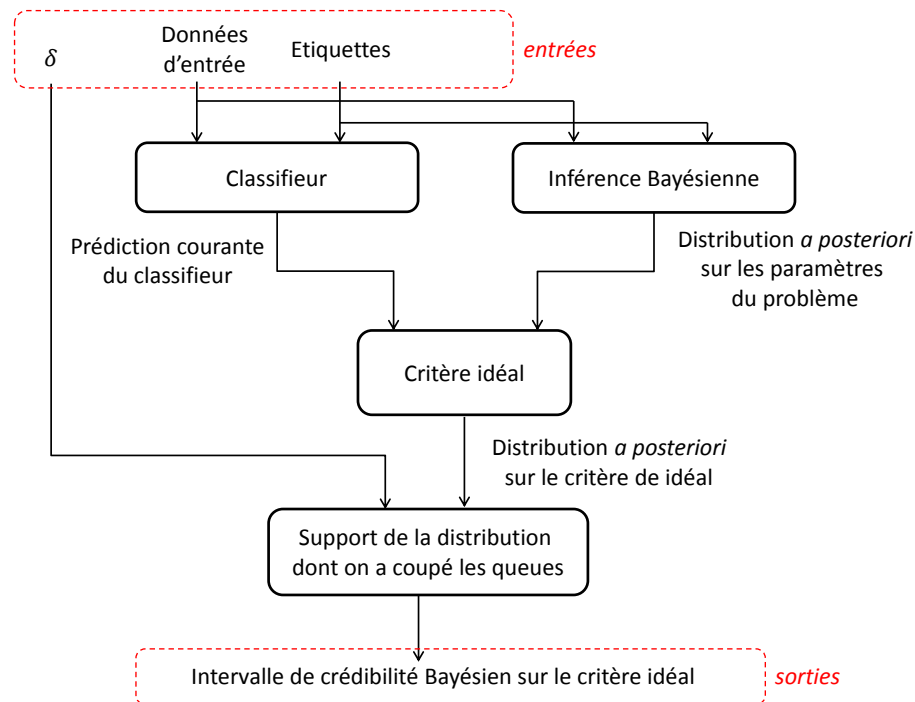 δ
Données
d'entrée
Etiquettes
entrées
Classifieur
Inférence Bayésienne
Prédiction courante
du classifieur
Distribution a posteriori
sur les paramètres
du problème
Critère idéal
Distribution a posteriori
sur le critère de idéal
Support de la distribution
dont on a coupé les queues
Intervalle de crédibilité Bayésien sur le critère idéal
sorties